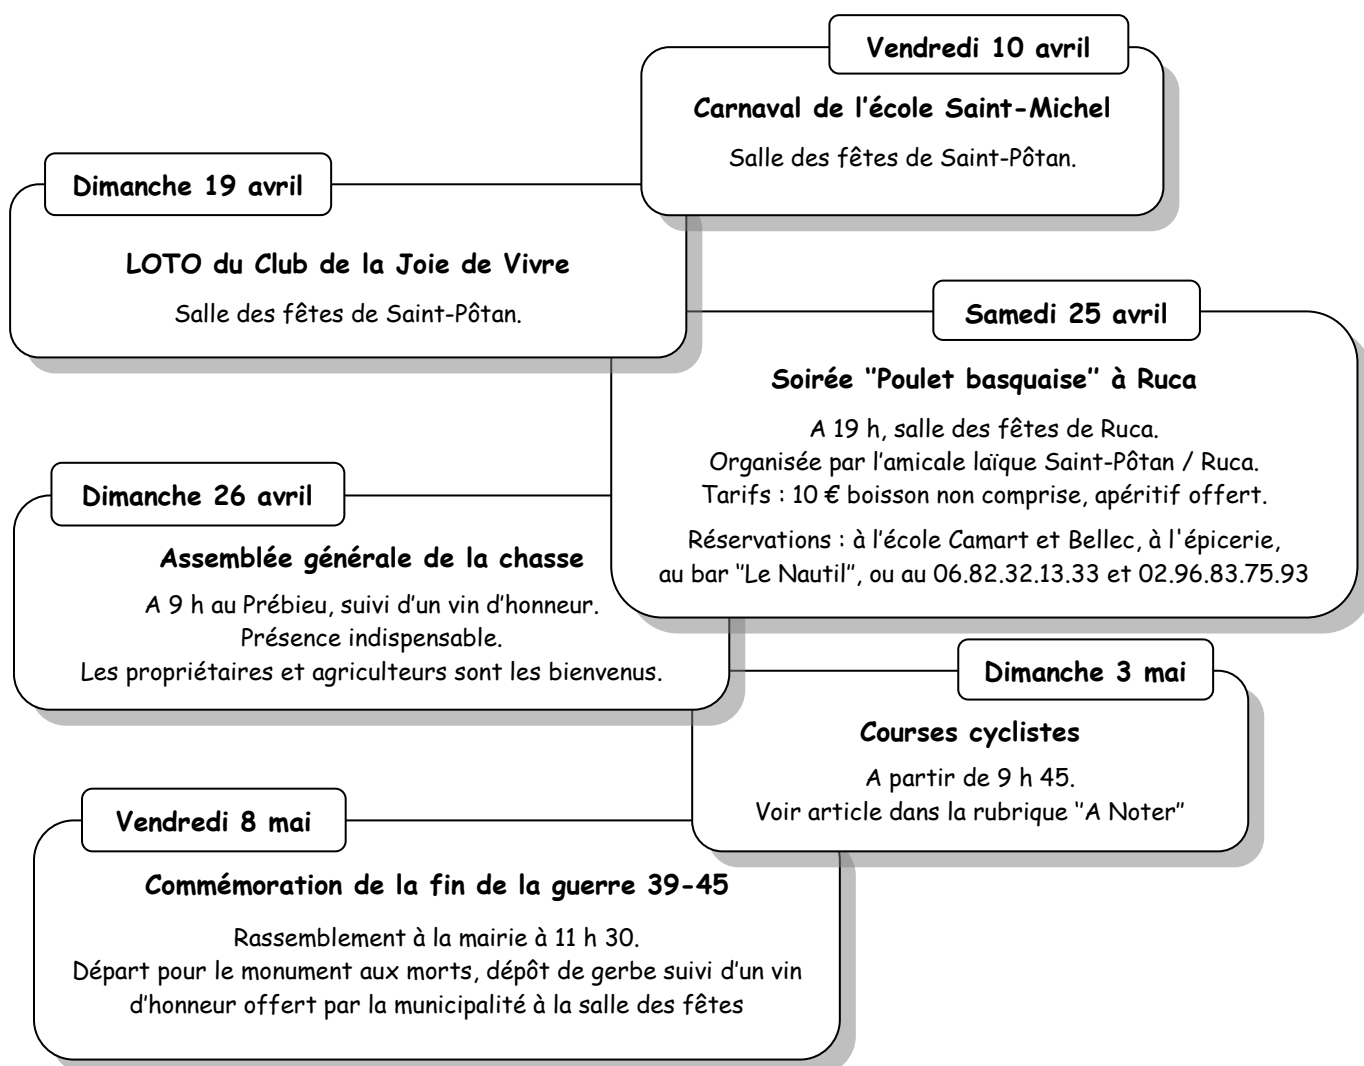 Vendredi 10 avril
Carnaval de l'école Saint-Michel
Salle des fêtes de Saint-Pôtan.
Dimanche 19 avril
LOTO du Club de la Joie de Vivre
Salle des fêtes de Saint-Pôtan.
Samedi 25 avril
Soirée "Poulet basquaise" à Ruca
A 19 h, salle des fêtes de Ruca.
Organisée par l'amicale laïque Saint-Pôtan / Ruca.
Tarifs : 10 € boisson non comprise, apéritif offert.
Réservations : à l'école Camart et Bellec, à l'épicerie,
au bar "Le Nautil", ou au 06.82.32.13.33 et 02.96.83.75.93
Dimanche 26 avril
Assemblée générale de la chasse
A 9 h au Prébieu, suivi d'un vin d'honneur.
Présence indispensable.
Les propriétaires et agriculteurs sont les bienvenus.
Dimanche 3 mai
Courses cyclistes
A partir de 9 h 45.
Voir article dans la rubrique "A Noter"
Vendredi 8 mai
Commémoration de la fin de la guerre 39-45
Rassemblement à la mairie à 11 h 30.
Départ pour le monument aux morts, dépôt de gerbe suivi d'un vin
d'honneur offert par la municipalité à la salle des fêtes